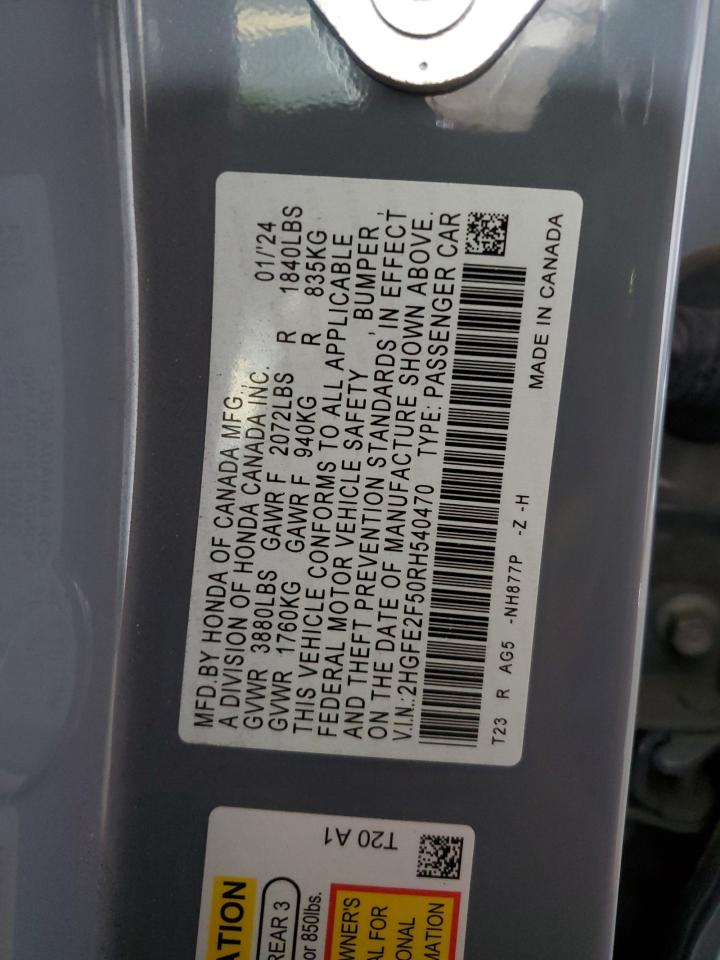 MFD.BY HONDA OF CANADA MFG.,
A DIVISION OF HONDA CANADA INC. 01/'24
GVWR 3880LBS GAWR F 2072LBS R 1840LBS
GVWR 1760KG GAWR F 940KG R 835KG
THIS VEHICLE CONFORMS TO ALL APPLICABLE
FEDERAL MOTOR VEHICLE SAFETY , BUMPER ,
AND THEFT PREVENTION STANDARDS IN EFFECT
ON THE DATE OF MANUFACTURE SHOWN ABOVE.
V.I.N.:2HGFE2F50RH540470 TYPE: PASSENGER CAR
T23 R AG5 -NH877P -Z -H
MADE IN CANADA
T20 A1
ATION
REAR 3
or 850lbs.
WNER'S
AL FOR
ONAL
MATION